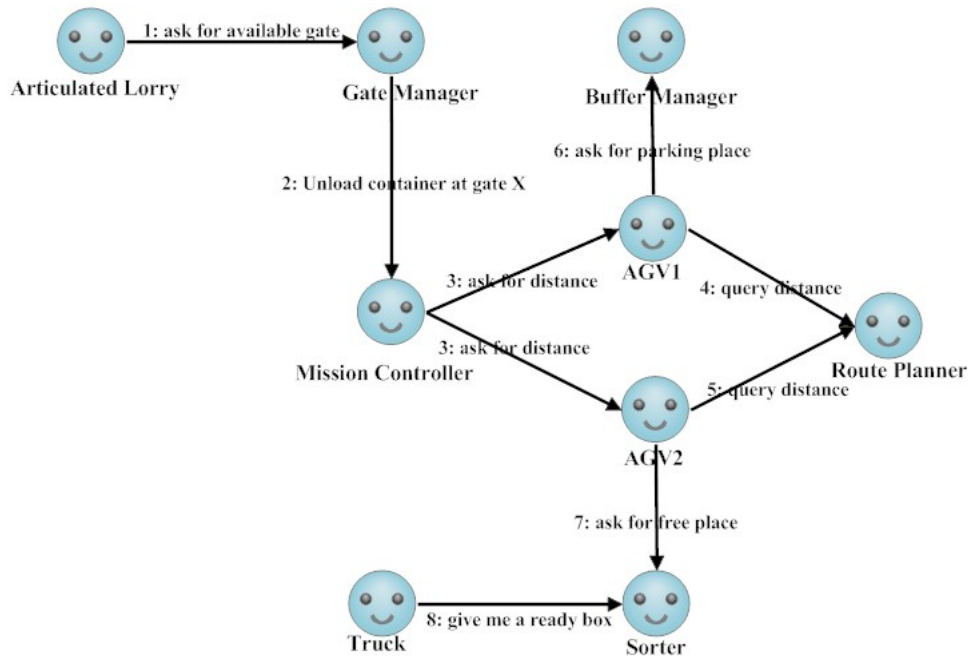 1: ask for available gate
Articulated Lorry
Gate Manager
Buffer Manager
6: ask for parking place
2: Unload container at gate X
AGV1
3: ask for distance
4: query distance
3: ask for distance
Mission Controller
Route Planner
5: query distance
AGV2
7: ask for free place
8: give me a ready box
Truck
Sorter